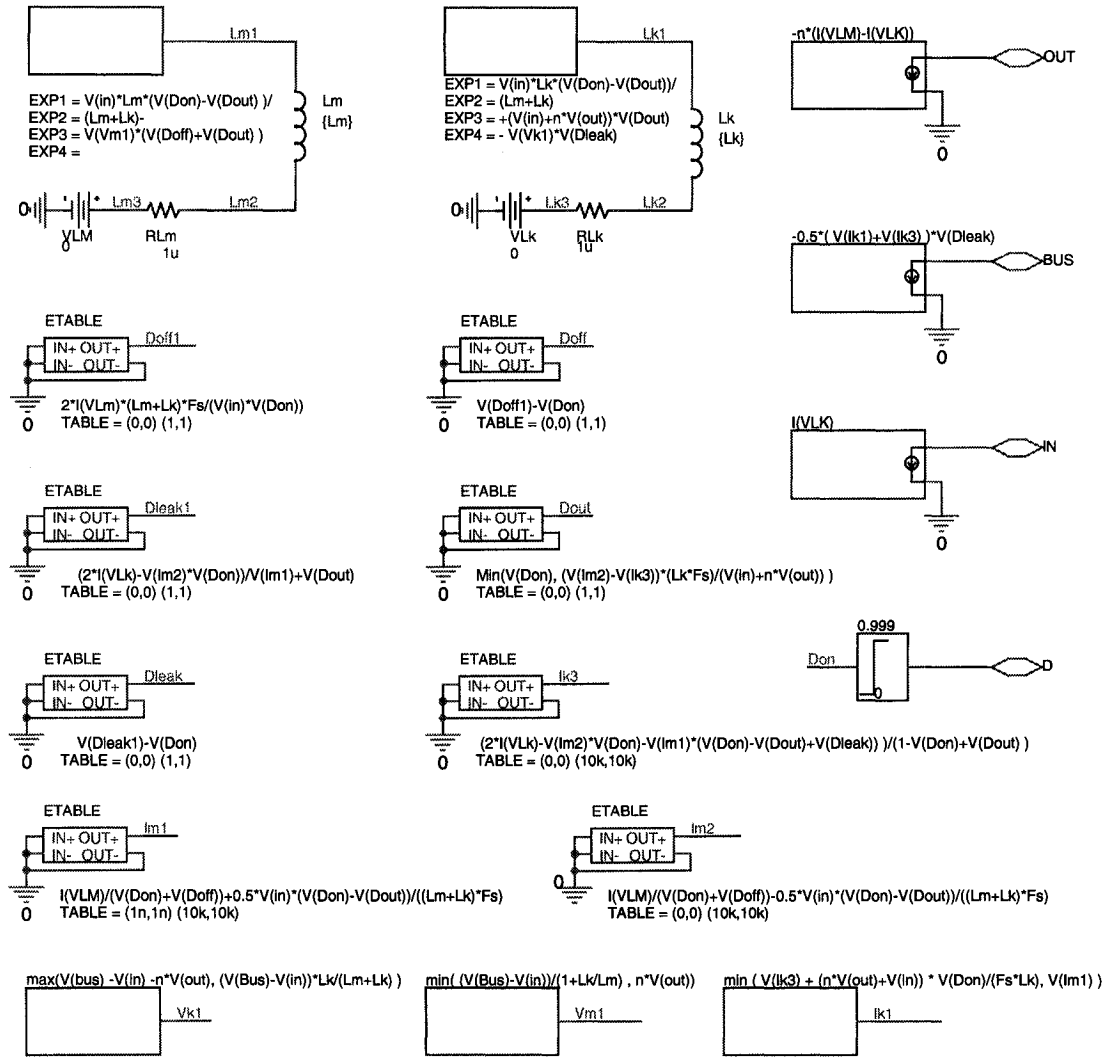 Lm1
EXP1 = V(in)*Lm*(V(Don)-V(Dout) )/
EXP2 = (Lm+Lk)-
EXP3 = V(Vm1)*(V(Doff)+V(Dout) )
EXP4 =
Lm
{Lm}
0
-
+
Lm3
Lm2
VLM
0
RLm
1u
Lk1
EXP1 = V(in)*Lk*(V(Don)-V(Dout))/
EXP2 = (Lm+Lk)
EXP3 = +(V(in)+n*V(out))*V(Dout)
EXP4 = - V(Vk1)*V(Dleak)
Lk
{Lk}
0
-
+
Lk3
Lk2
VLk
0
RLk
1u
-n*(I(VLM)-I(VLK))
OUT
0
-0.5*( V(Ik1)+V(Ik3) )*V(Dleak)
BUS
0
ETABLE
Doff1
IN+ OUT+
IN- OUT-
0
2*I(VLm)*(Lm+Lk)*Fs/(V(in)*V(Don))
TABLE = (0,0) (1,1)
ETABLE
Doff
IN+ OUT+
IN- OUT-
0
V(Doff1)-V(Don)
TABLE = (0,0) (1,1)
I(VLK)
IN
0
ETABLE
Dleak1
IN+ OUT+
IN- OUT-
0
(2*I(VLk)-V(Im2)*V(Don))/V(Im1)+V(Dout)
TABLE = (0,0) (1,1)
ETABLE
Dout
IN+ OUT+
IN- OUT-
0
Min(V(Don), (V(Im2)-V(Ik3))*(Lk*Fs)/(V(in)+n*V(out)) )
TABLE = (0,0) (1,1)
0.999
Don
0
D
ETABLE
Dleak
IN+ OUT+
IN- OUT-
0
V(Dleak1)-V(Don)
TABLE = (0,0) (1,1)
ETABLE
Ik3
IN+ OUT+
IN- OUT-
0
(2*I(VLk)-V(Im2)*V(Don)-V(Im1)*(V(Don)-V(Dout)+V(Dleak)) )/(1-V(Don)+V(Dout) )
TABLE = (0,0) (10k,10k)
ETABLE
Im1
IN+ OUT+
IN- OUT-
0
I(VLM)/(V(Don)+V(Doff))+0.5*V(in)*(V(Don)-V(Dout))/((Lm+Lk)*Fs)
TABLE = (1n,1n) (10k,10k)
ETABLE
Im2
IN+ OUT+
IN- OUT-
0
I(VLM)/(V(Don)+V(Doff))-0.5*V(in)*(V(Don)-V(Dout))/((Lm+Lk)*Fs)
TABLE = (0,0) (10k,10k)
max(V(bus) -V(in) -n*V(out), (V(Bus)-V(in))*Lk/(Lm+Lk) )
Vk1
min( (V(Bus)-V(in))/(1+Lk/Lm) , n*V(out))
Vm1
min ( V(Ik3) + (n*V(out)+V(in)) * V(Don)/(Fs*Lk), V(Im1) )
Ik1